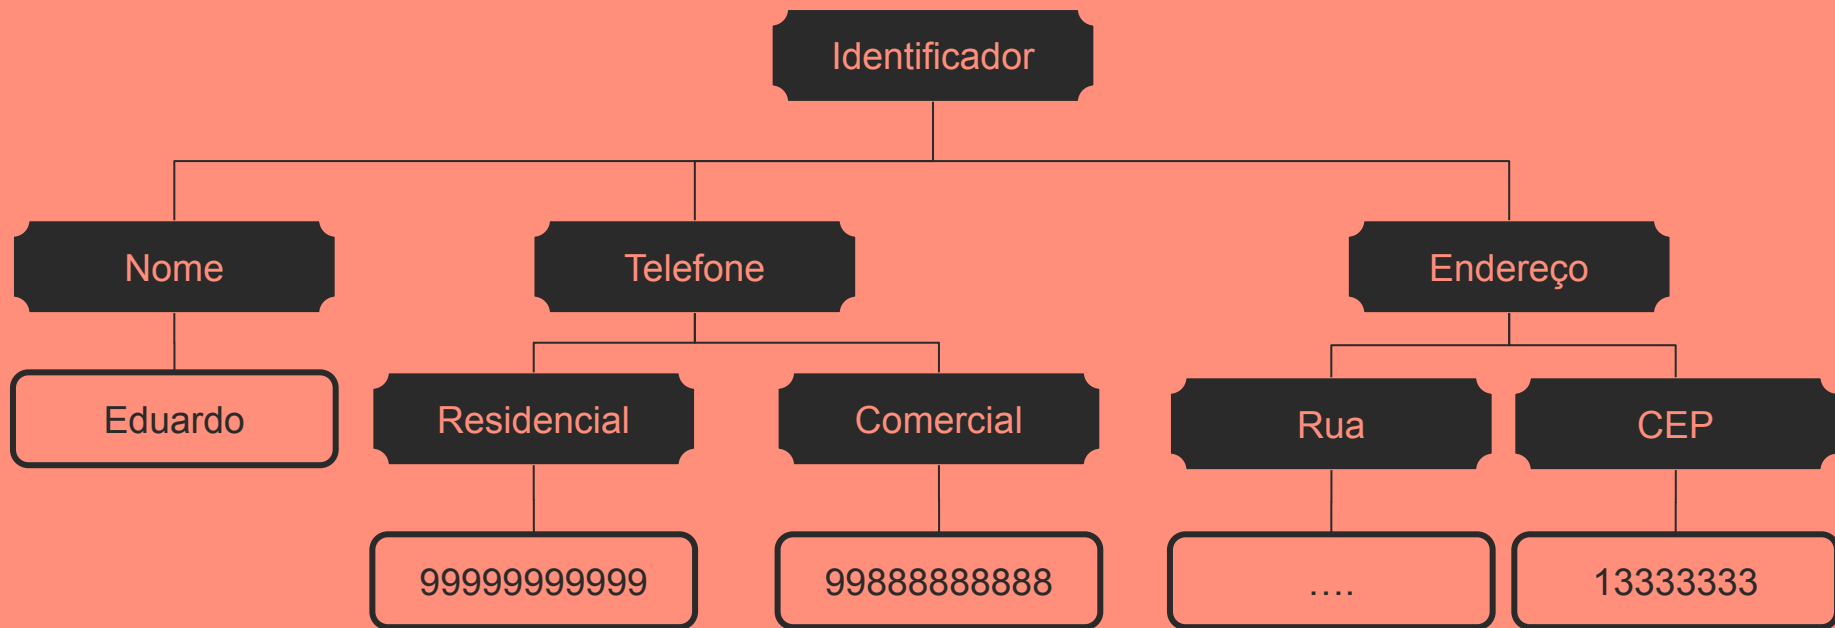 Identificador
Nome
Telefone
Endereço
Eduardo
Residencial
Comercial
Rua
CEP
99999999999
99888888888
....
13333333